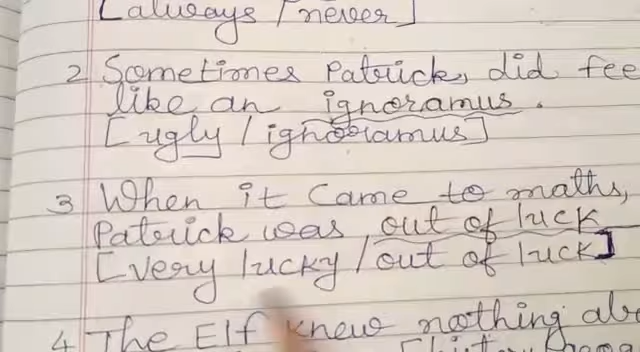 [always / never]
2 Sometimes Patrick, did fee
like an ignoramus.
[ugly / ignoramus]
3 When it came to maths,
Patrick was out of luck
[very lucky / out of luck]
4 The Elf knew nothing